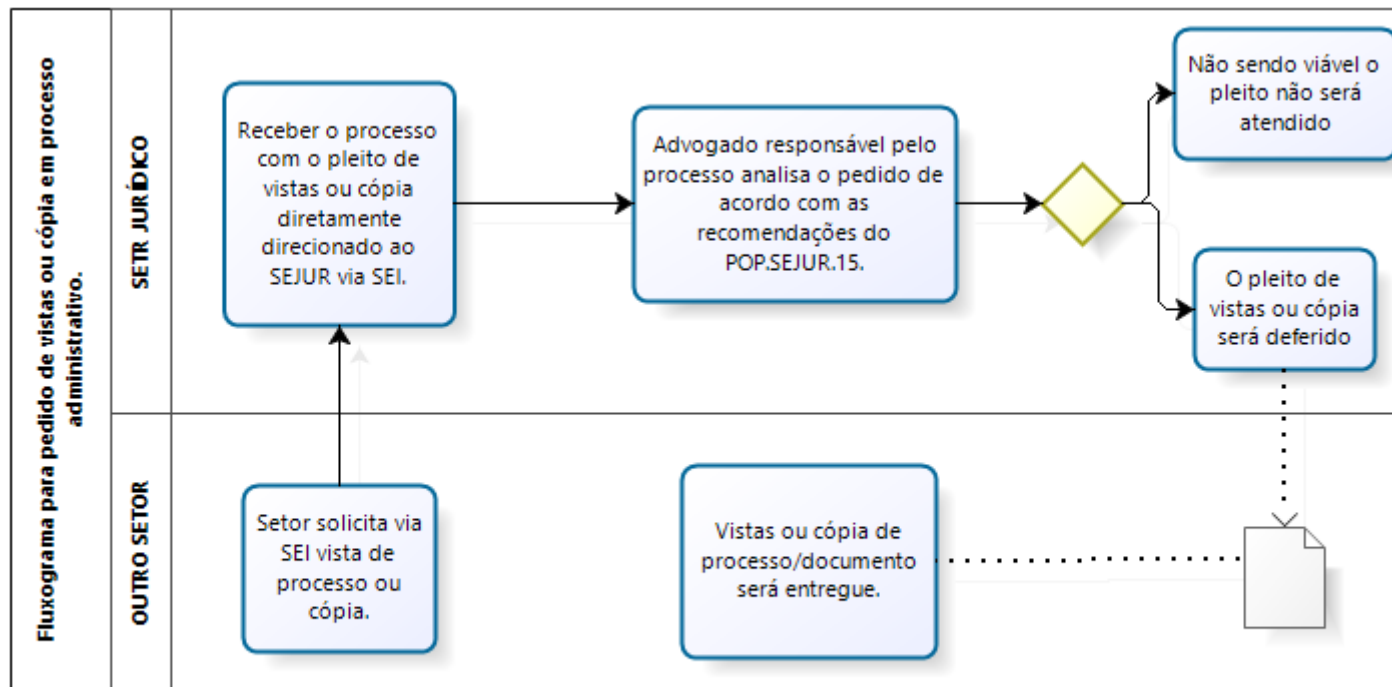 Fluxograma para pedido de vistas ou cópia em processo
administrativo.
SETR JURÍDICO
Receber o processo
com o pleito de
vistas ou cópia
diretamente
direcionado ao
SEJUR via SEI.
Advogado responsável pelo
processo analisa o pedido de
acordo com as
recomendações do
POP.SEJUR.15.
Não sendo viável o
pleito não será
atendido
O pleito de
vistas ou cópia
será deferido
OUTRO SETOR
Setor solicita via
SEI vista de
processo ou
cópia.
Vistas ou cópia de
processo/documento
será entregue.